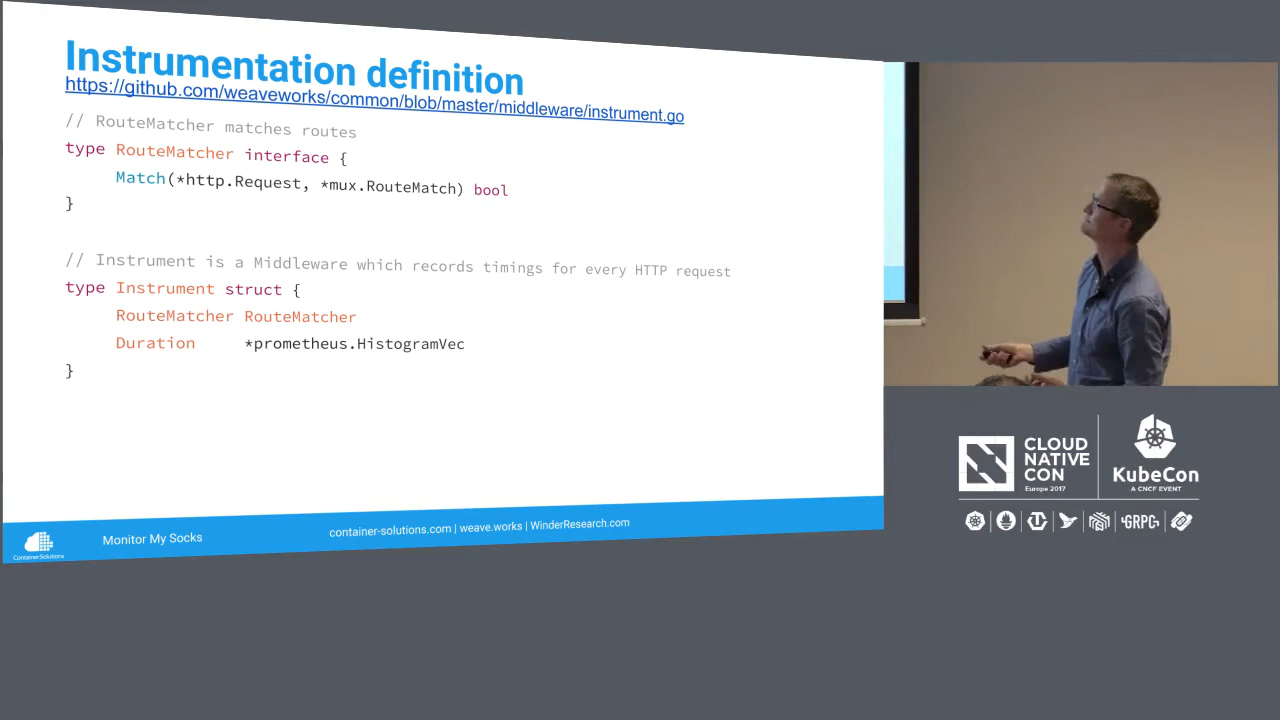 Instrumentation definition
https://github.com/weaveworks/common/blob/master/middleware/instrument.go
// RouteMatcher matches routes
type RouteMatcher interface {
Match(*http.Request, *mux.RouteMatch) bool
}
// Instrument is a Middleware which records timings for every HTTP request
type Instrument struct {
RouteMatcher RouteMatcher
Duration *prometheus.HistogramVec
}
ContainerSolutions
Monitor My Socks
container-solutions.com | weave.works | WinderResearch.com
CLOUD
NATIVE
CON
Europe 2017
KubeCon
A CNCF EVENT
GRPC